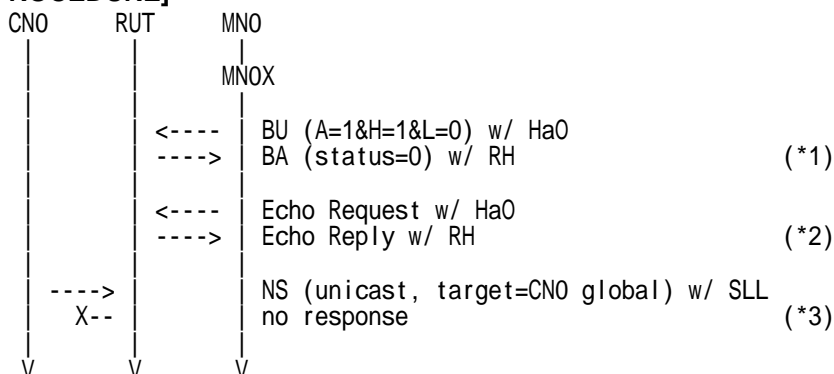 CN0 RUT MN0
MN0X
<---- BU (A=1&H=1&L=0) w/ HaO
----> BA (status=0) w/ RH (*1)
<---- Echo Request w/ HaO
----> Echo Reply w/ RH (*2)
----> NS (unicast, target=CN0 global) w/ SLL
X-- no response (*3)
V V V